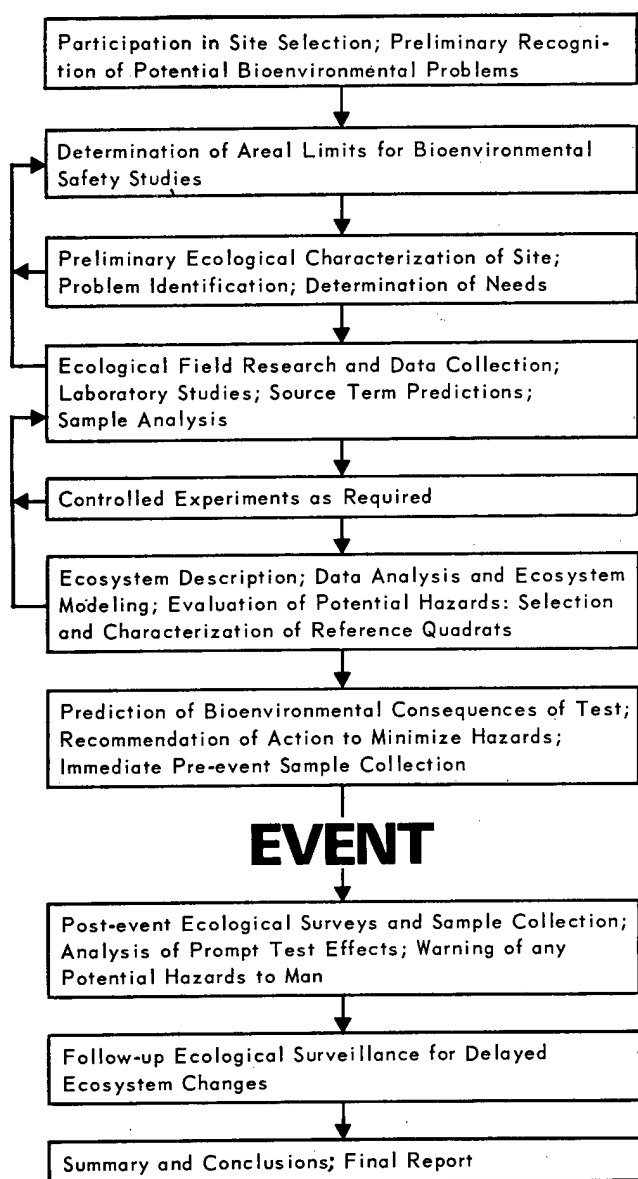 Participation in Site Selection; Preliminary Recogni-
tion of Potential Bioenvironmental Problems
Determination of Areal Limits for Bioenvironmental
Safety Studies
Preliminary Ecological Characterization of Site;
Problem Identification; Determination of Needs
Ecological Field Research and Data Collection;
Laboratory Studies; Source Term Predictions;
Sample Analysis
Controlled Experiments as Required
Ecosystem Description; Data Analysis and Ecosystem
Modeling; Evaluation of Potential Hazards: Selection
and Characterization of Reference Quadrats
Prediction of Bioenvironmental Consequences of Test;
Recommendation of Action to Minimize Hazards;
Immediate Pre-event Sample Collection
EVENT
Post-event Ecological Surveys and Sample Collection;
Analysis of Prompt Test Effects; Warning of any
Potential Hazards to Man
Follow-up Ecological Surveillance for Delayed
Ecosystem Changes
Summary and Conclusions; Final Report